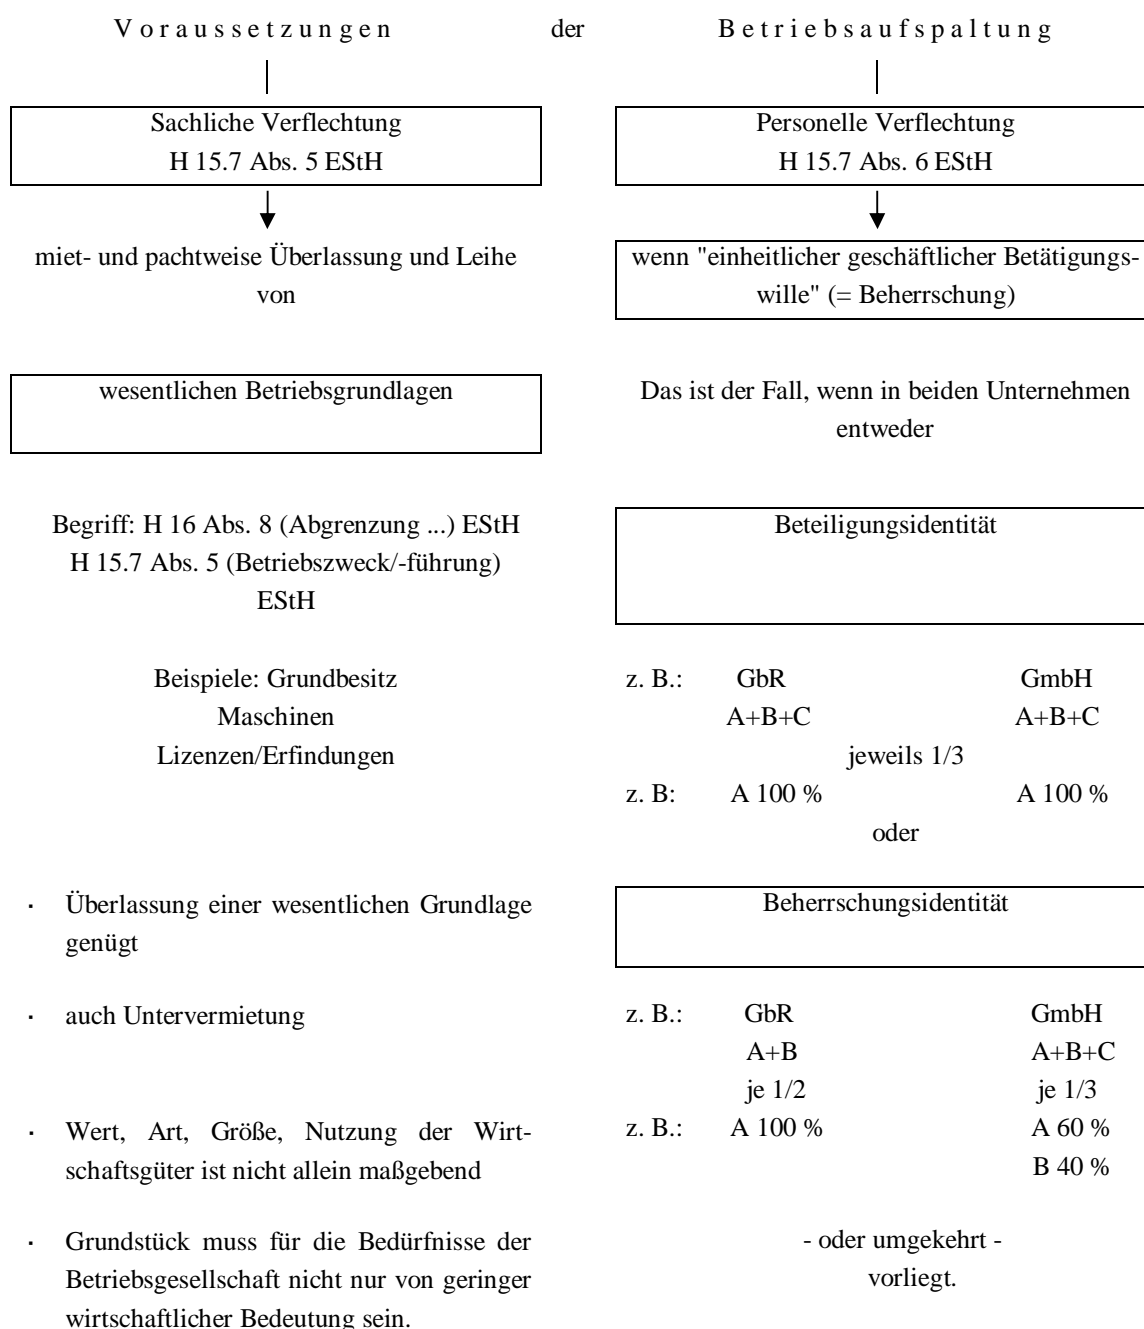 Voraussetzungen der Betriebsaufspaltung
Sachliche Verflechtung
H 15.7 Abs. 5 EStH
miet- und pachtweise Überlassung und Leihe
von
wesentlichen Betriebsgrundlagen
Begriff: H 16 Abs. 8 (Abgrenzung ...) EStH
H 15.7 Abs. 5 (Betriebszweck/-führung)
EStH
Beispiele: Grundbesitz
Maschinen
Lizenzen/Erfindungen
· Überlassung einer wesentlichen Grundlage
genügt
· auch Untervermietung
· Wert, Art, Größe, Nutzung der Wirt-
schaftsgüter ist nicht allein maßgebend
· Grundstück muss für die Bedürfnisse der
Betriebsgesellschaft nicht nur von geringer
wirtschaftlicher Bedeutung sein.
Personelle Verflechtung
H 15.7 Abs. 6 EStH
wenn "einheitlicher geschäftlicher Betätigungs-
wille" (= Beherrschung)
Das ist der Fall, wenn in beiden Unternehmen
entweder
Beteiligungsidentität
z. B.: GbR GmbH
A+B+C A+B+C
jeweils 1/3
z. B: A 100 % A 100 %
oder
Beherrschungsidentität
z. B.: GbR GmbH
A+B A+B+C
je 1/2 je 1/3
z. B.: A 100 % A 60 %
B 40 %
- oder umgekehrt -
vorliegt.